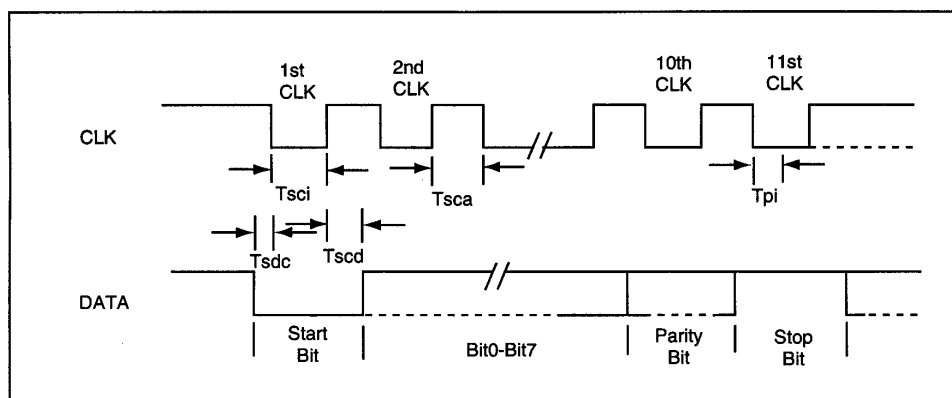 1st
CLK
2nd
CLK
10th
CLK
11st
CLK
CLK
Tsci
Tsca
Tpi
Tsdc
Tscd
DATA
Start
Bit
Bit0-Bit7
Parity
Bit
Stop
Bit